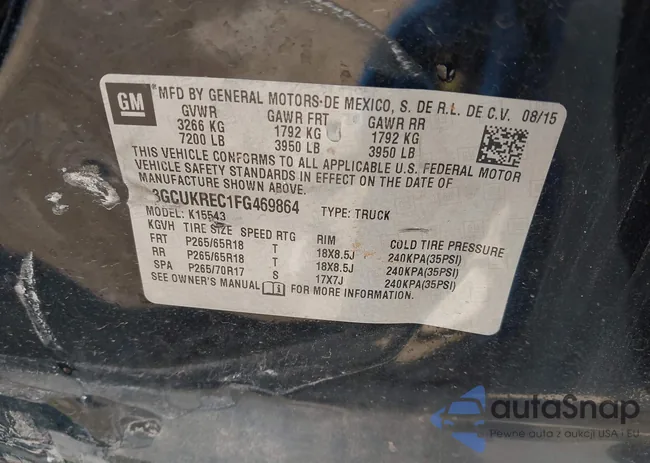 GM
MFD BY GENERAL MOTORS DE MEXICO, S. DE R.L. DE C.V. 08/15
GVWR GAWR FRT GAWR RR
3266 KG 1792 KG 1792 KG
7200 LB 3950 LB 3950 LB
THIS VEHICLE CONFORMS TO ALL APPLICABLE U.S. FEDERAL MOTOR
VEHICLE SAFETY STANDARDS IN EFFECT ON THE DATE OF
MANUFACTURE SHOWN ABOVE.
3GCUKREC1FG469864 TYPE: TRUCK
MODEL: K15543
KGVH TIRE SIZE SPEED RTG RIM COLD TIRE PRESSURE
FRT P265/65R18 T 18X8.5J 240KPA(35PSI)
RR P265/65R18 T 18X8.5J 240KPA(35PSI)
SPA P265/70R17 S 17X7J 240KPA(35PSI)
SEE OWNER'S MANUAL FOR MORE INFORMATION.
autaSnap
Pewne auto z aukcji USA i EU